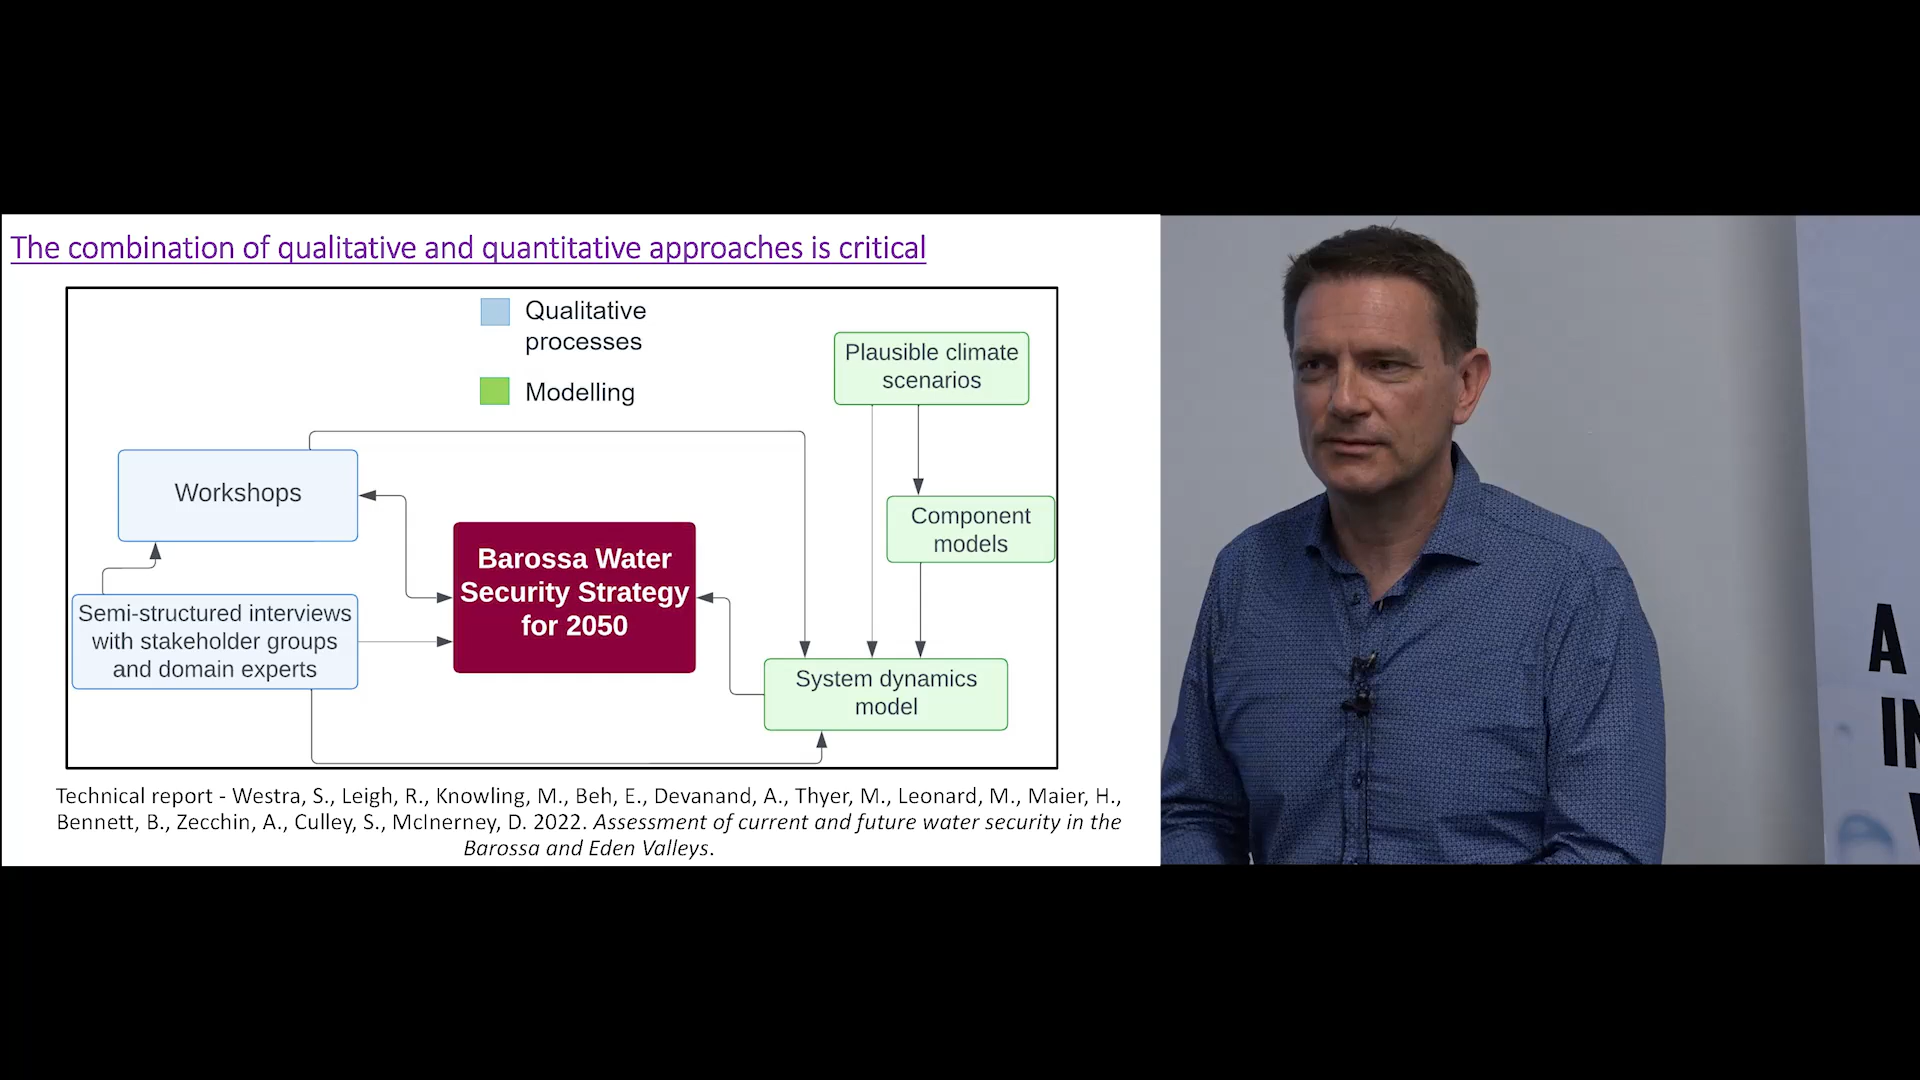 The combination of qualitative and quantitative approaches is critical
Qualitative
processes
Modelling
Plausible climate
scenarios
Workshops
Component
models
Barossa Water
Security Strategy
for 2050
Semi-structured interviews
with stakeholder groups
and domain experts
System dynamics
model
Technical report - Westra, S., Leigh, R., Knowling, M., Beh, E., Devanand, A., Thyer, M., Leonard, M., Maier, H.,
Bennett, B., Zecchin, A., Culley, S., McInerney, D. 2022. Assessment of current and future water security in the
Barossa and Eden Valleys.
A
IN